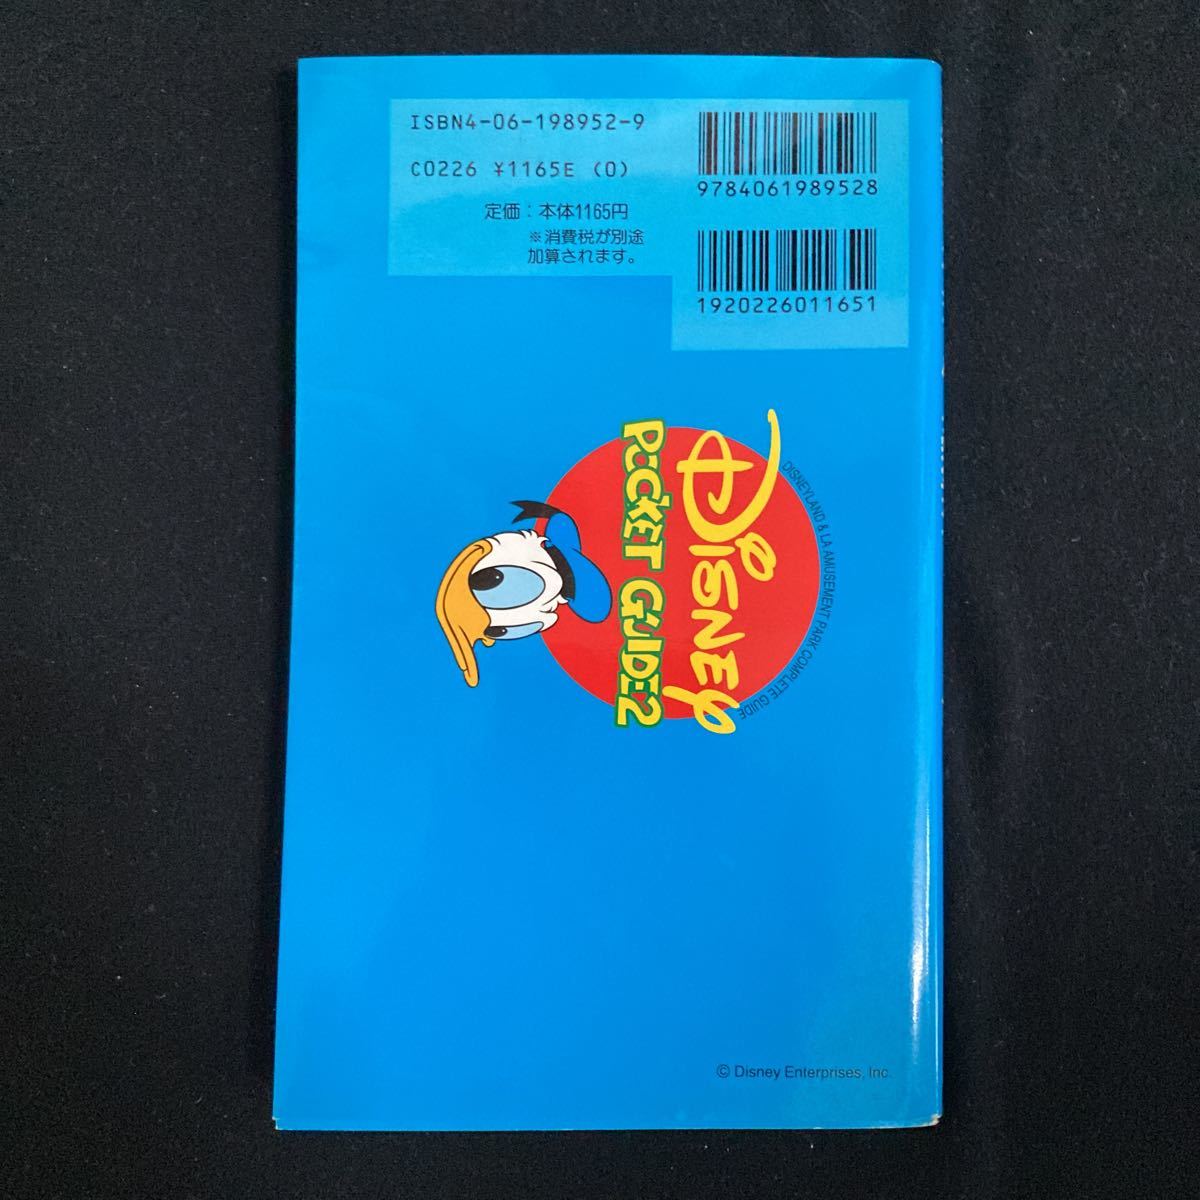 ISBN4-06-198952-9
C0226 ¥1165E (0)
定価：本体1165円
※消費税が別途
加算されます。
9784061989528
1920226011651
DISNEYLAND & LA AMUSEMENT PARK COMPLETE GUIDE
DISNEY
POCKET GUIDE2
© Disney Enterprises, Inc.